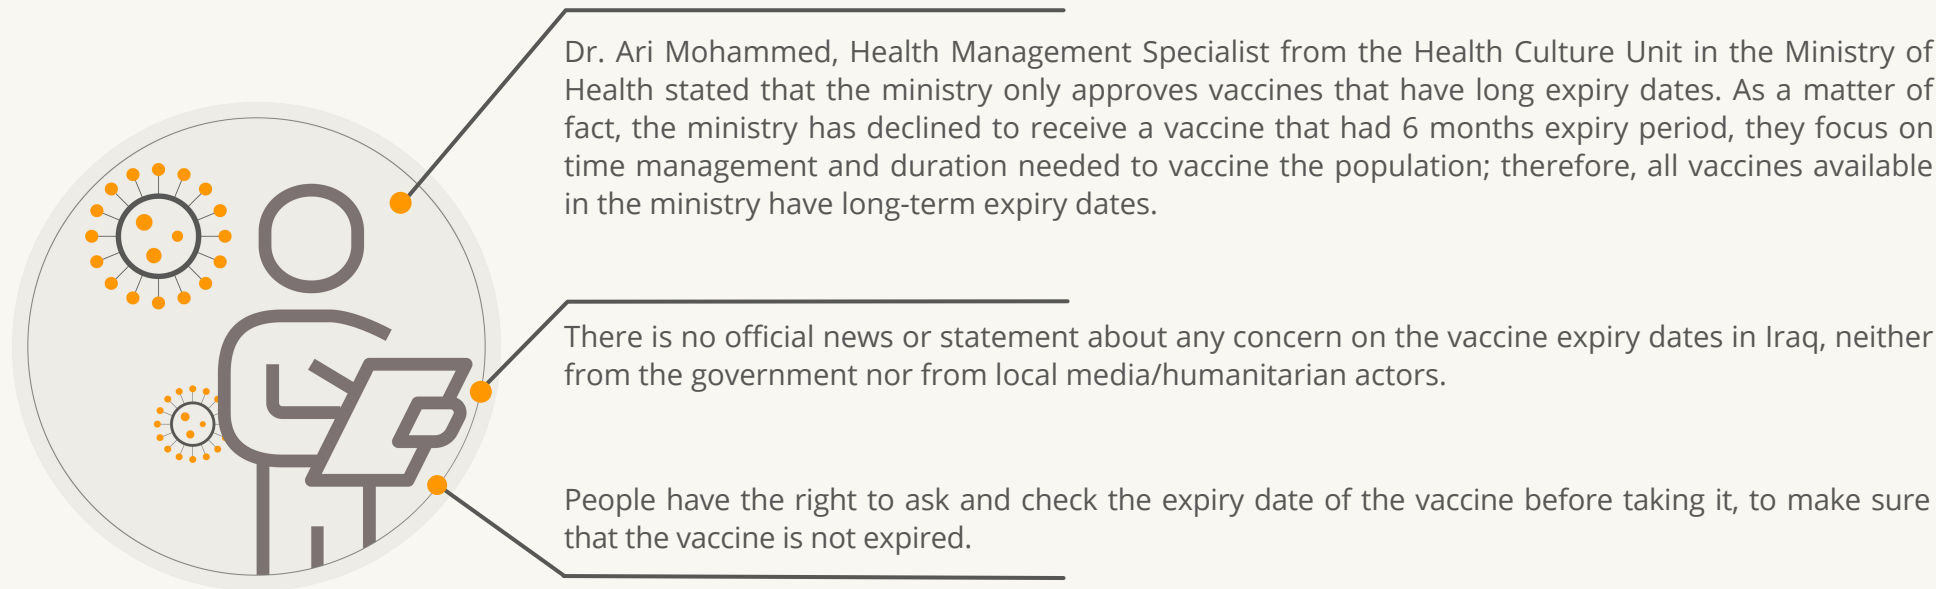 Dr. Ari Mohammed, Health Management Specialist from the Health Culture Unit in the Ministry of
Health stated that the ministry only approves vaccines that have long expiry dates. As a matter of
fact, the ministry has declined to receive a vaccine that had 6 months expiry period, they focus on
time management and duration needed to vaccine the population; therefore, all vaccines available
in the ministry have long-term expiry dates.
There is no official news or statement about any concern on the vaccine expiry dates in Iraq, neither
from the government nor from local media/humanitarian actors.
People have the right to ask and check the expiry date of the vaccine before taking it, to make sure
that the vaccine is not expired.